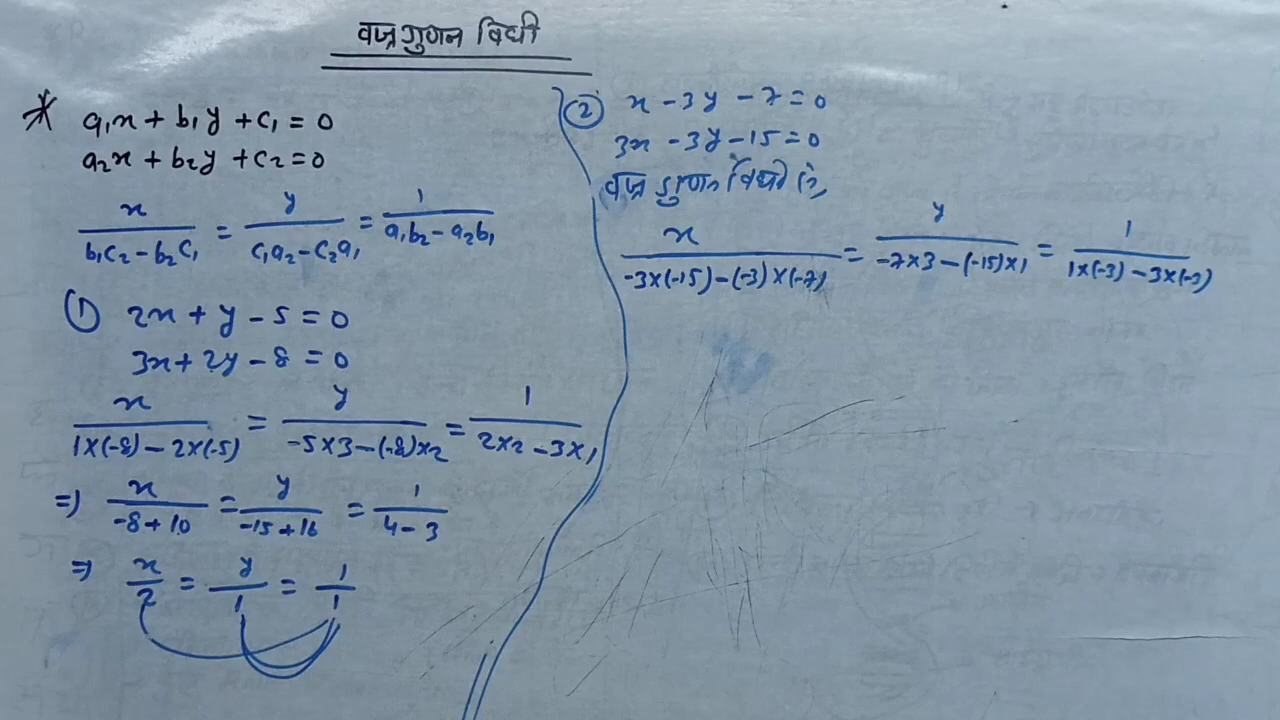 वज्रगुणन विधी
* a₁x + b₁y + c₁ = 0
a₂x + b₂y + c₂ = 0
x/(b₁c₂ - b₂c₁) = y/(c₁a₂ - c₂a₁) = 1/(a₁b₂ - a₂b₁)
① 2x + y - 5 = 0
3x + 2y - 8 = 0
x/(1×(-8) - 2×(-5)) = y/(-5×3 - (-8)×2) = 1/(2×2 - 3×1)
⇒ x/(-8+10) = y/(-15+16) = 1/(4-3)
⇒ x/2 = y/1 = 1/1
② x - 3y - 7 = 0
3x - 3y - 15 = 0
वज्र गुणन विधी से,
x/(-3×(-15) - (-3)×(-7)) = y/(-7×3 - (-15)×1) = 1/(1×(-3) - 3×(-3))